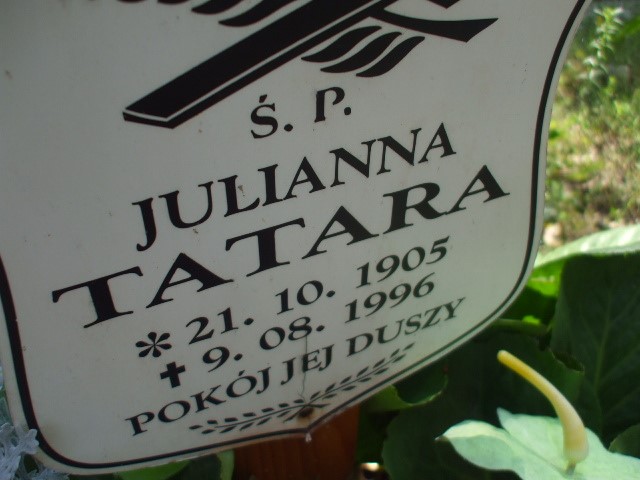 Ś. P.
JULIANNA
TATARA
* 21. 10. 1905
✝ 9. 08. 1996
POKÓJ JEJ DUSZY